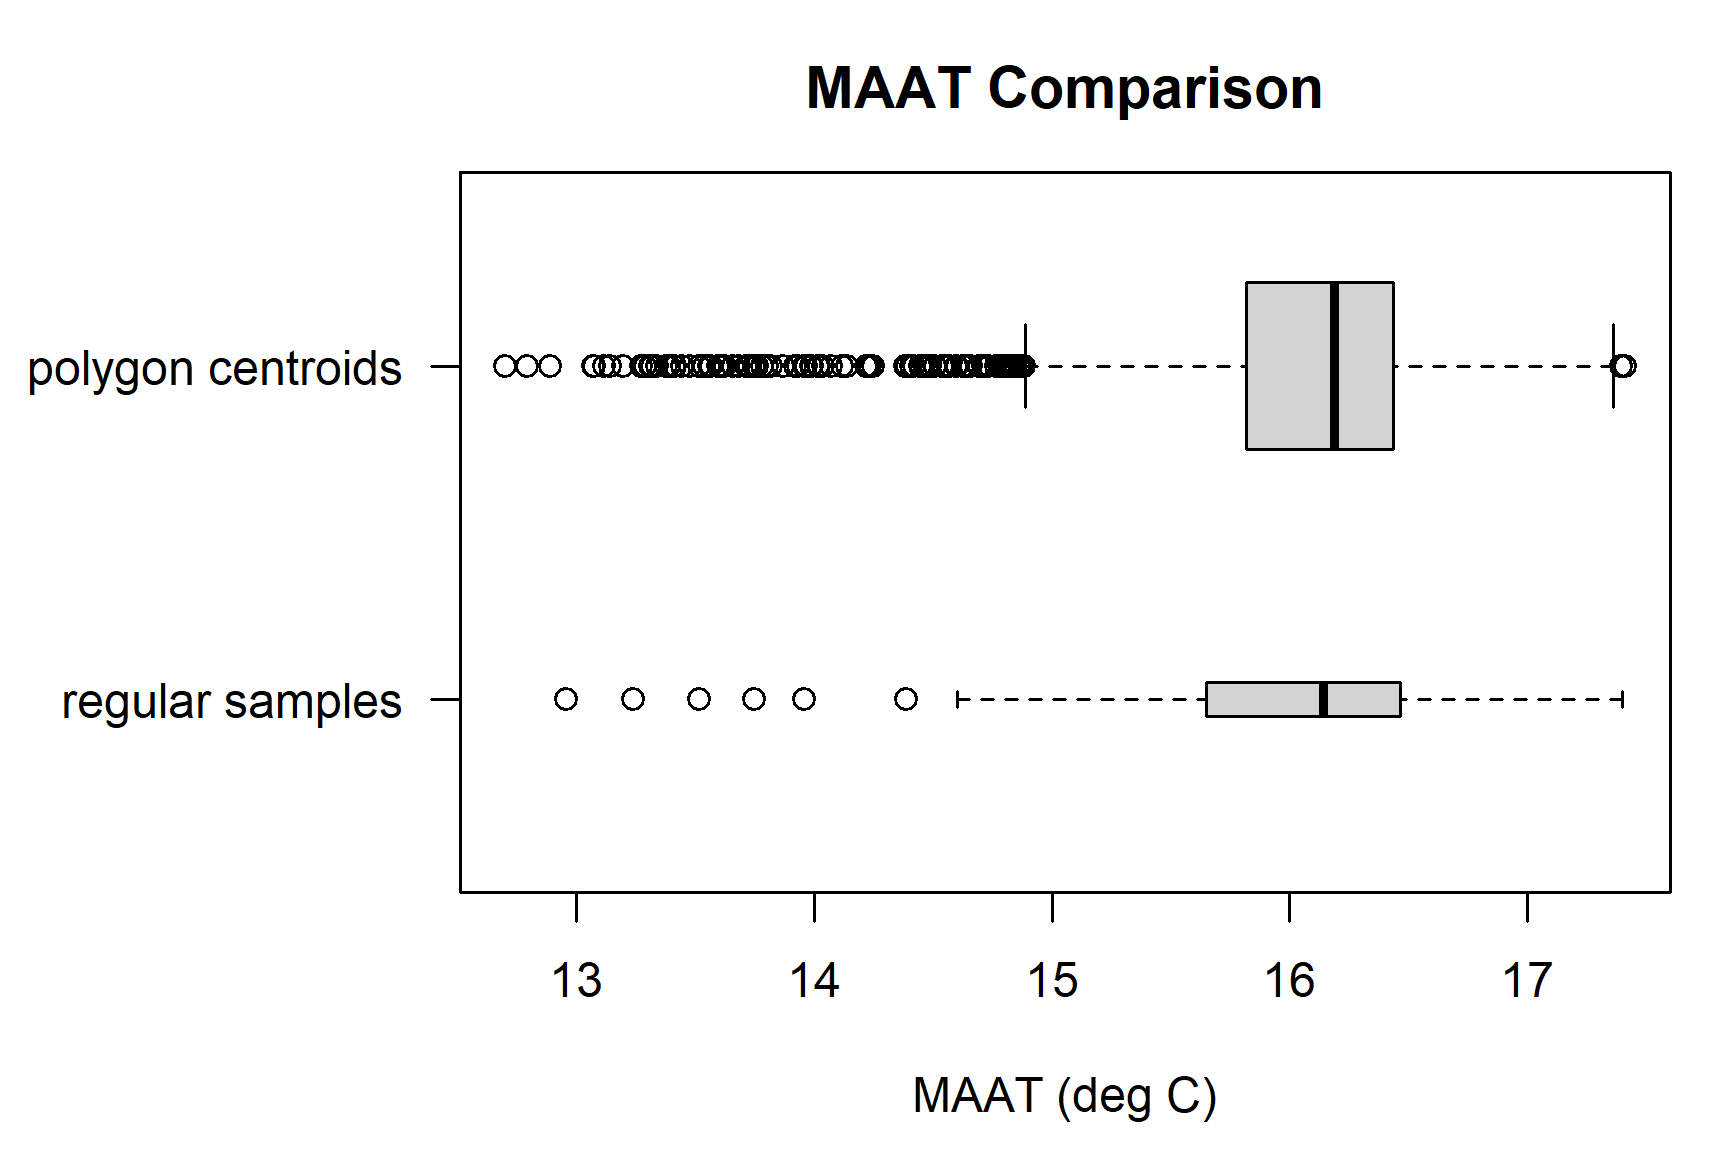 MAAT Comparison
polygon centroids
regular samples
13 14 15 16 17
MAAT (deg C)